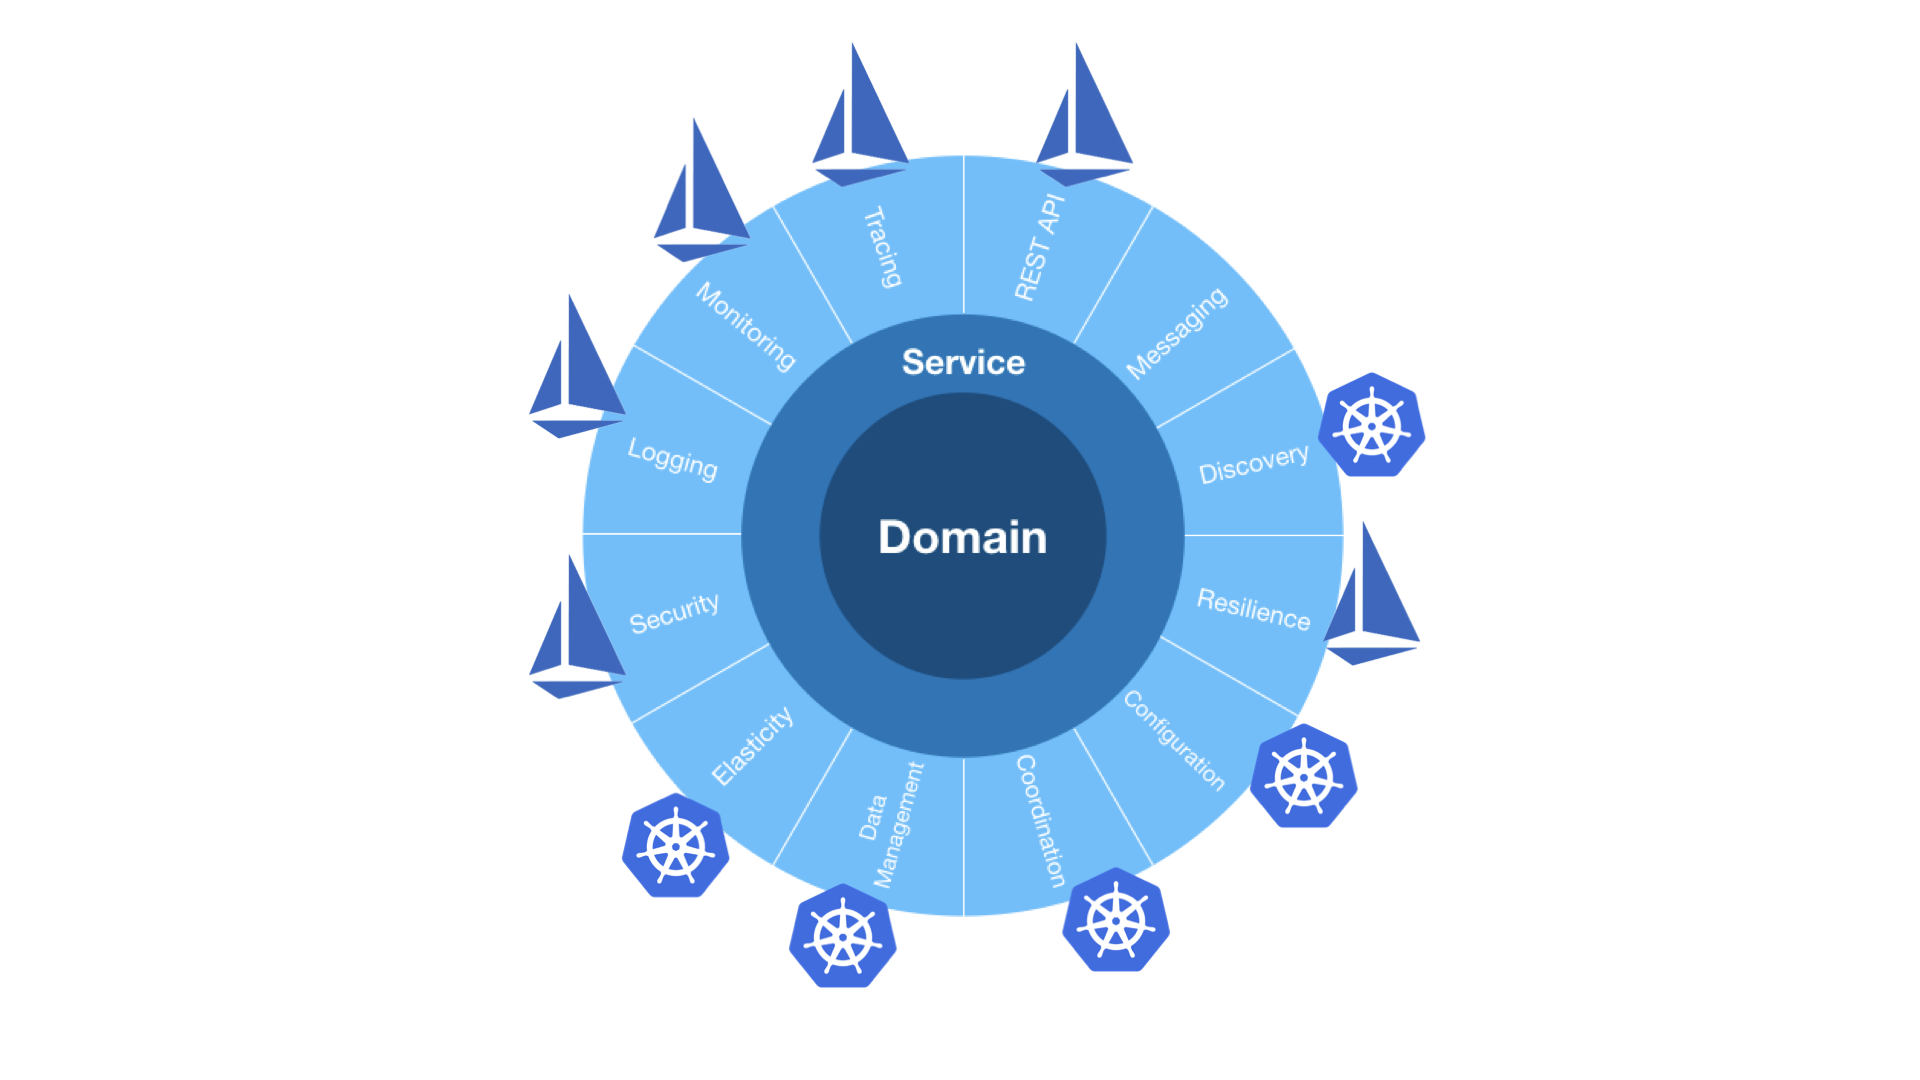 Tracing
REST API
Monitoring
Messaging
Service
Logging
Discovery
Domain
Security
Resilience
Elasticity
Configuration
Data
Management
Coordination